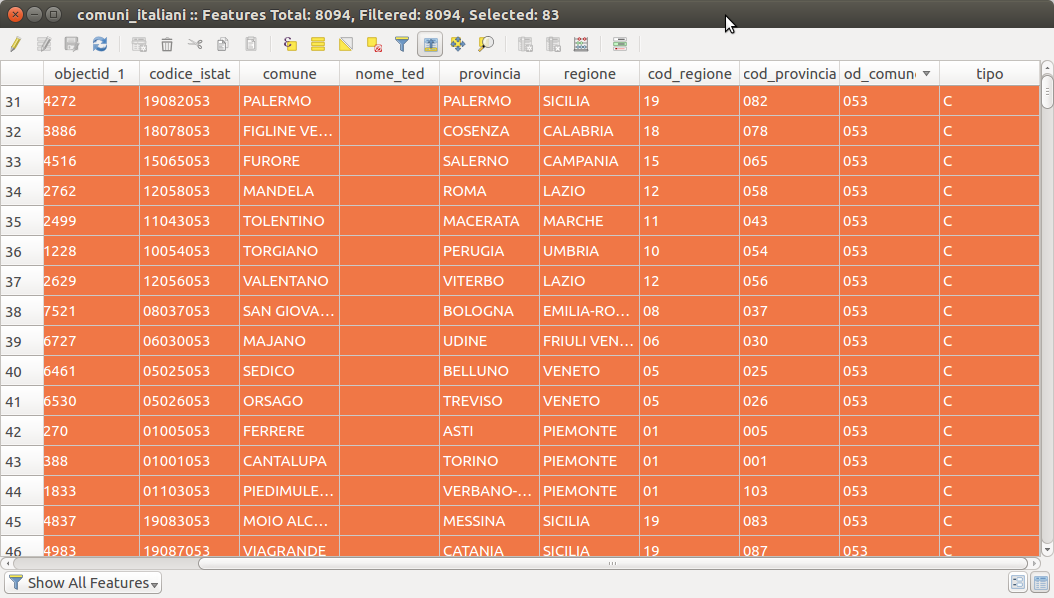 comuni_italiani :: Features Total: 8094, Filtered: 8094, Selected: 83
objectid_1 codice_istat comune nome_ted provincia regione cod_regione cod_provincia od_comun tipo
31 4272 19082053 PALERMO PALERMO SICILIA 19 082 053 C
32 3886 18078053 FIGLINE VE... COSENZA CALABRIA 18 078 053 C
33 4516 15065053 FURORE SALERNO CAMPANIA 15 065 053 C
34 2762 12058053 MANDELA ROMA LAZIO 12 058 053 C
35 2499 11043053 TOLENTINO MACERATA MARCHE 11 043 053 C
36 1228 10054053 TORGIANO PERUGIA UMBRIA 10 054 053 C
37 2629 12056053 VALENTANO VITERBO LAZIO 12 056 053 C
38 7521 08037053 SAN GIOVA... BOLOGNA EMILIA-RO... 08 037 053 C
39 6727 06030053 MAJANO UDINE FRIULI VEN... 06 030 053 C
40 6461 05025053 SEDICO BELLUNO VENETO 05 025 053 C
41 6530 05026053 ORSAGO TREVISO VENETO 05 026 053 C
42 270 01005053 FERRERE ASTI PIEMONTE 01 005 053 C
43 388 01001053 CANTALUPA TORINO PIEMONTE 01 001 053 C
44 1833 01103053 PIEDIMULE... VERBANO-... PIEMONTE 01 103 053 C
45 4837 19083053 MOIO ALC... MESSINA SICILIA 19 083 053 C
46 4983 19087053 VIAGRANDE CATANIA SICILIA 19 087 053 C
Show All Features